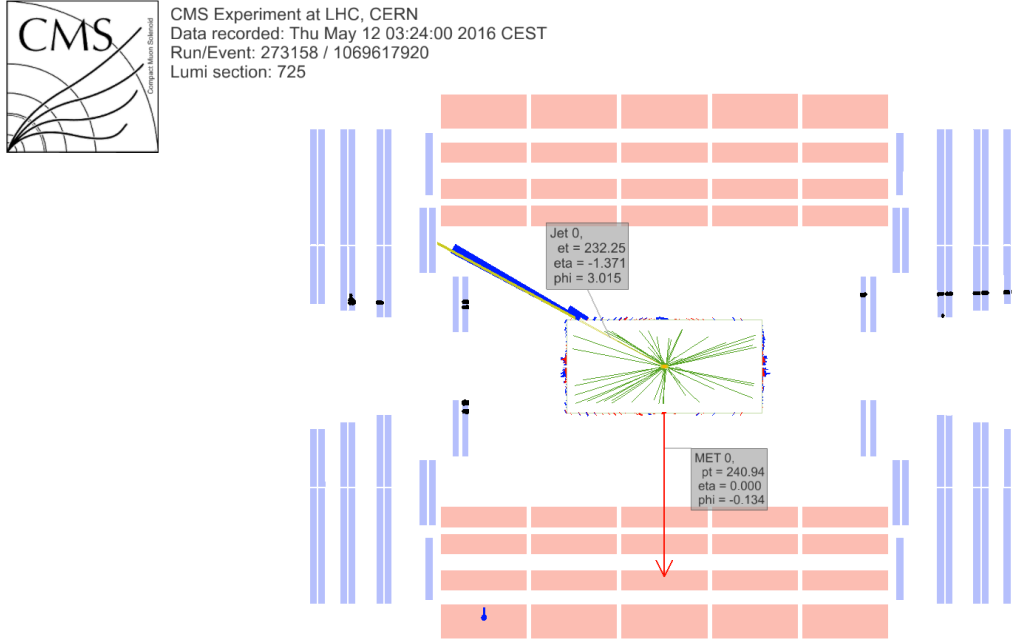 CMS
Compact Muon Solenoid
CMS Experiment at LHC, CERN
Data recorded: Thu May 12 03:24:00 2016 CEST
Run/Event: 273158 / 1069617920
Lumi section: 725
Jet 0,
et = 232.25
eta = -1.371
phi = 3.015
MET 0,
pt = 240.94
eta = 0.000
phi = -0.134